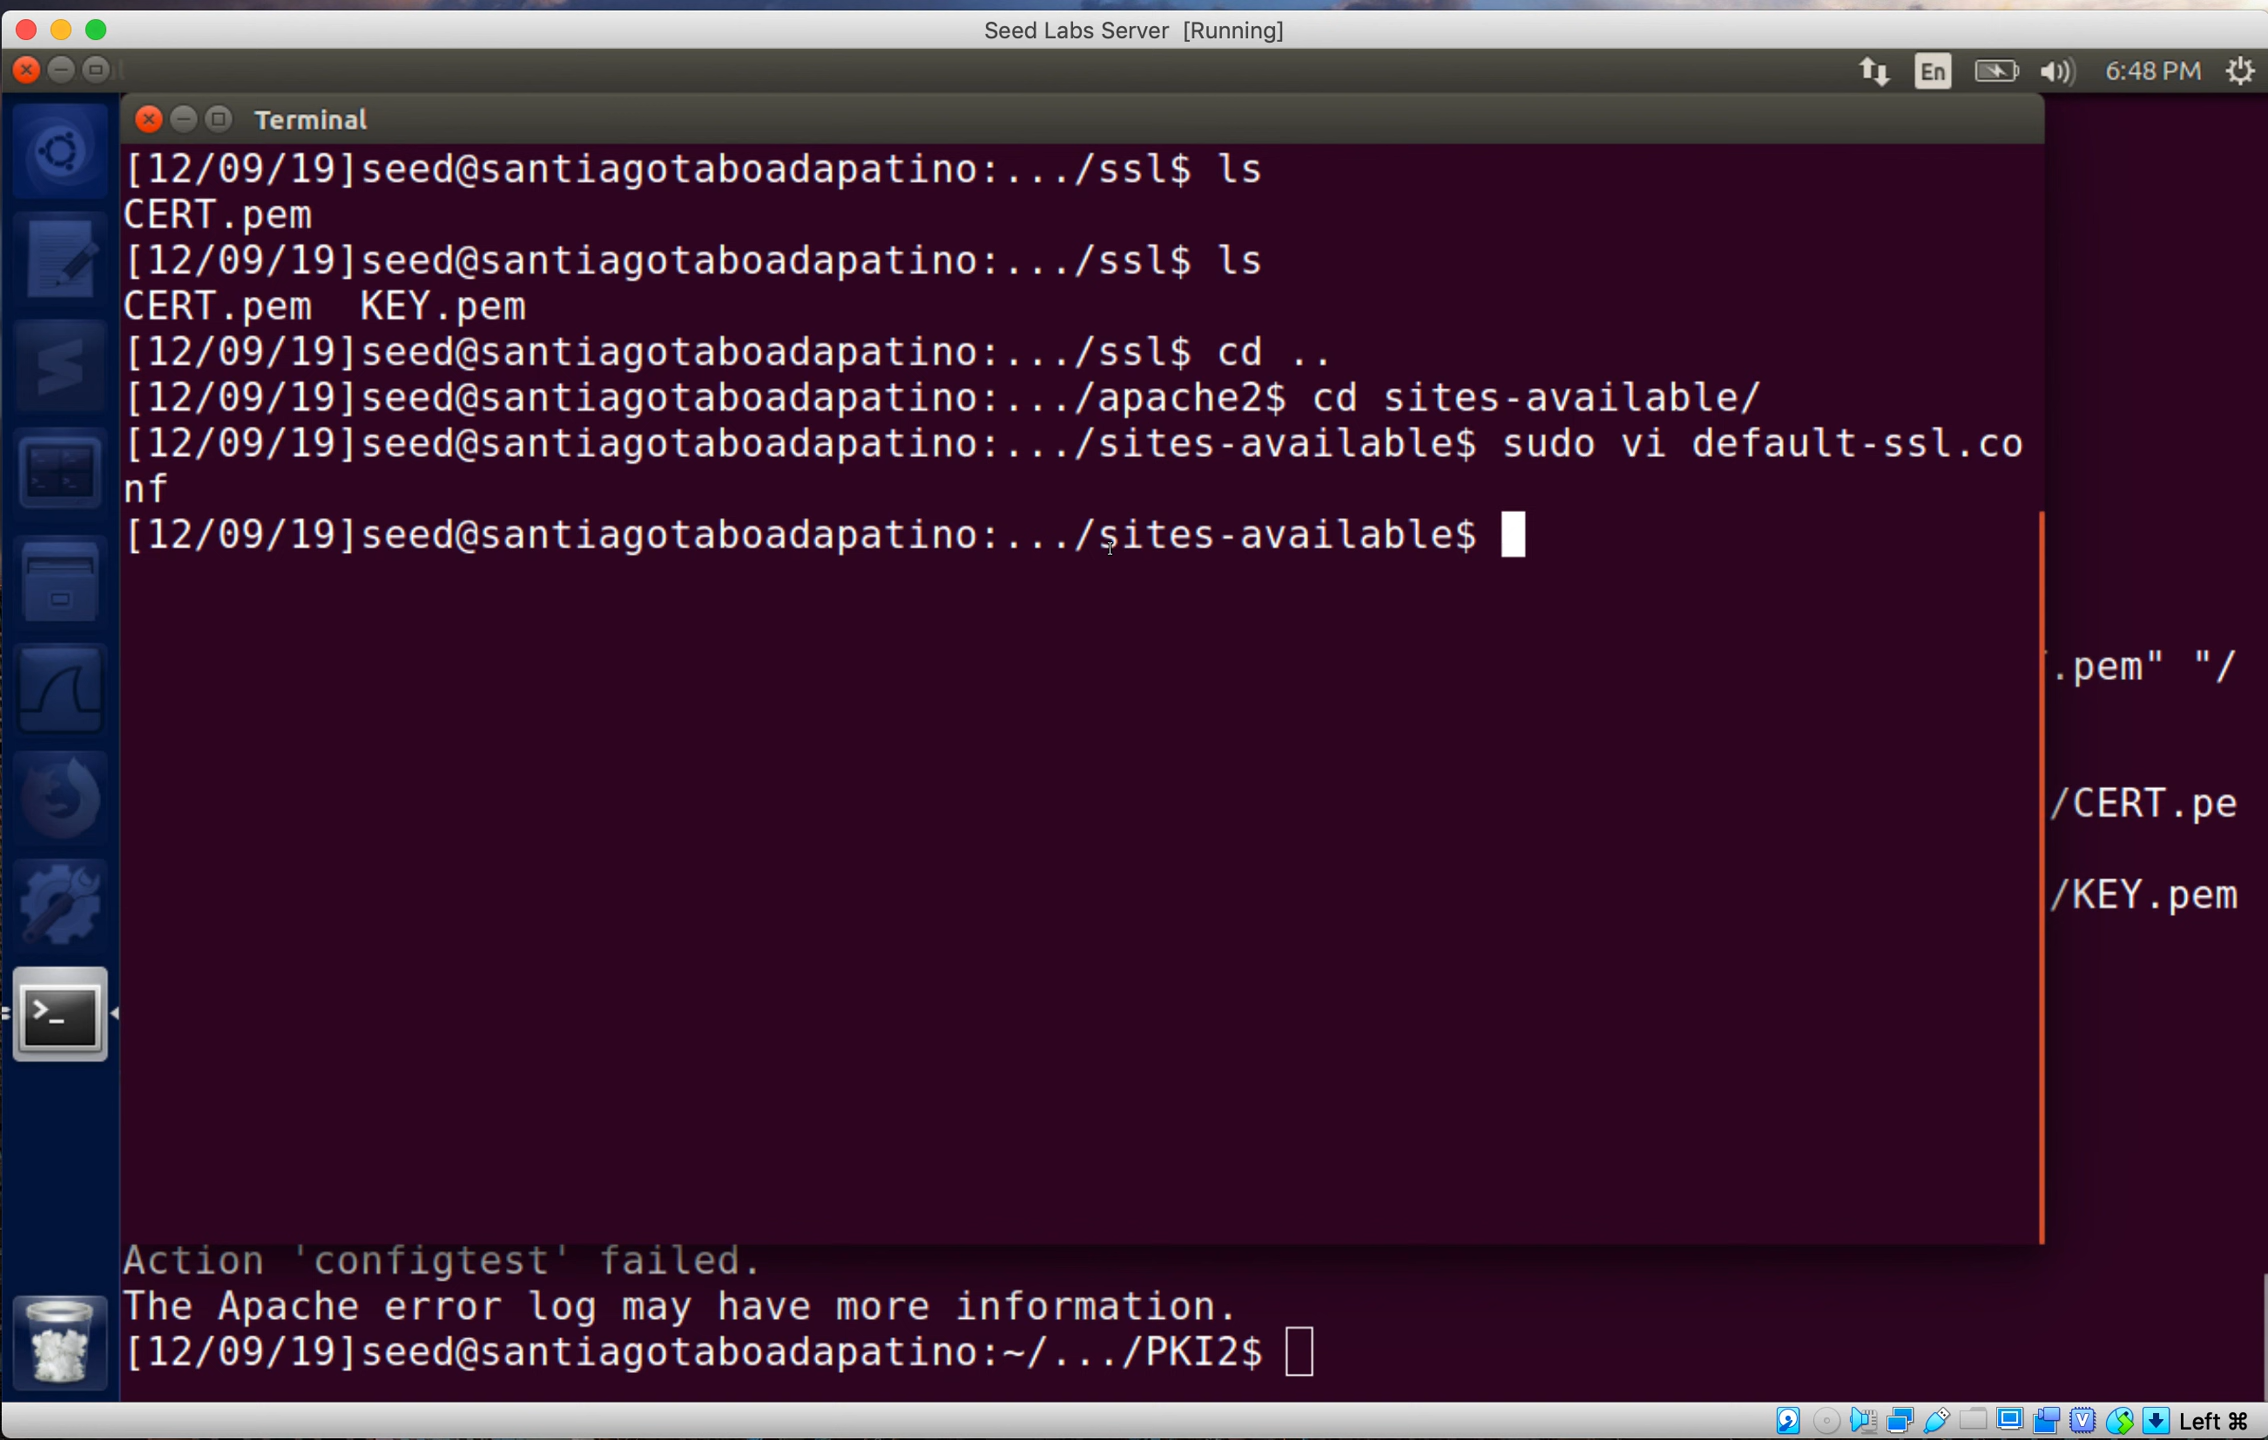 Seed Labs Server [Running]
En
6:48 PM
Terminal
[12/09/19]seed@santiagotaboadapatino:.../ssl$ ls
CERT.pem
[12/09/19]seed@santiagotaboadapatino:.../ssl$ ls
CERT.pem  KEY.pem
[12/09/19]seed@santiagotaboadapatino:.../ssl$ cd ..
[12/09/19]seed@santiagotaboadapatino:.../apache2$ cd sites-available/
[12/09/19]seed@santiagotaboadapatino:.../sites-available$ sudo vi default-ssl.co
nf
[12/09/19]seed@santiagotaboadapatino:.../sites-available$
.pem" "/
/CERT.pe
/KEY.pem
Action 'configtest' failed.
The Apache error log may have more information.
[12/09/19]seed@santiagotaboadapatino:~/.../PKI2$
Left ⌘